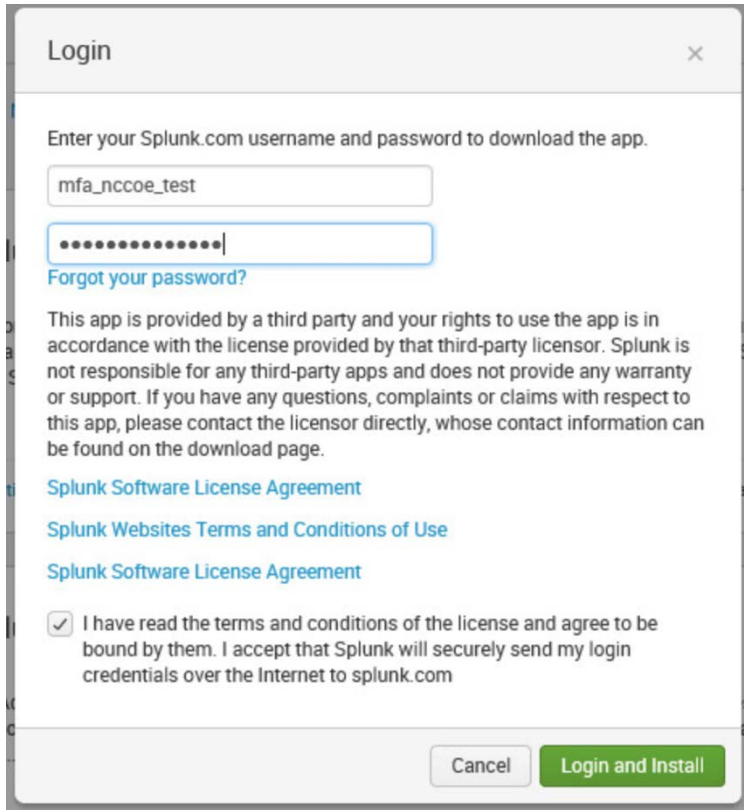 Login
×
Enter your Splunk.com username and password to download the app.
mfa_nccoe_test
••••••••••••••
Forgot your password?
This app is provided by a third party and your rights to use the app is in
accordance with the license provided by that third-party licensor. Splunk is
not responsible for any third-party apps and does not provide any warranty
or support. If you have any questions, complaints or claims with respect to
this app, please contact the licensor directly, whose contact information can
be found on the download page.
Splunk Software License Agreement
Splunk Websites Terms and Conditions of Use
Splunk Software License Agreement
I have read the terms and conditions of the license and agree to be
bound by them. I accept that Splunk will securely send my login
credentials over the Internet to splunk.com
Cancel Login and Install